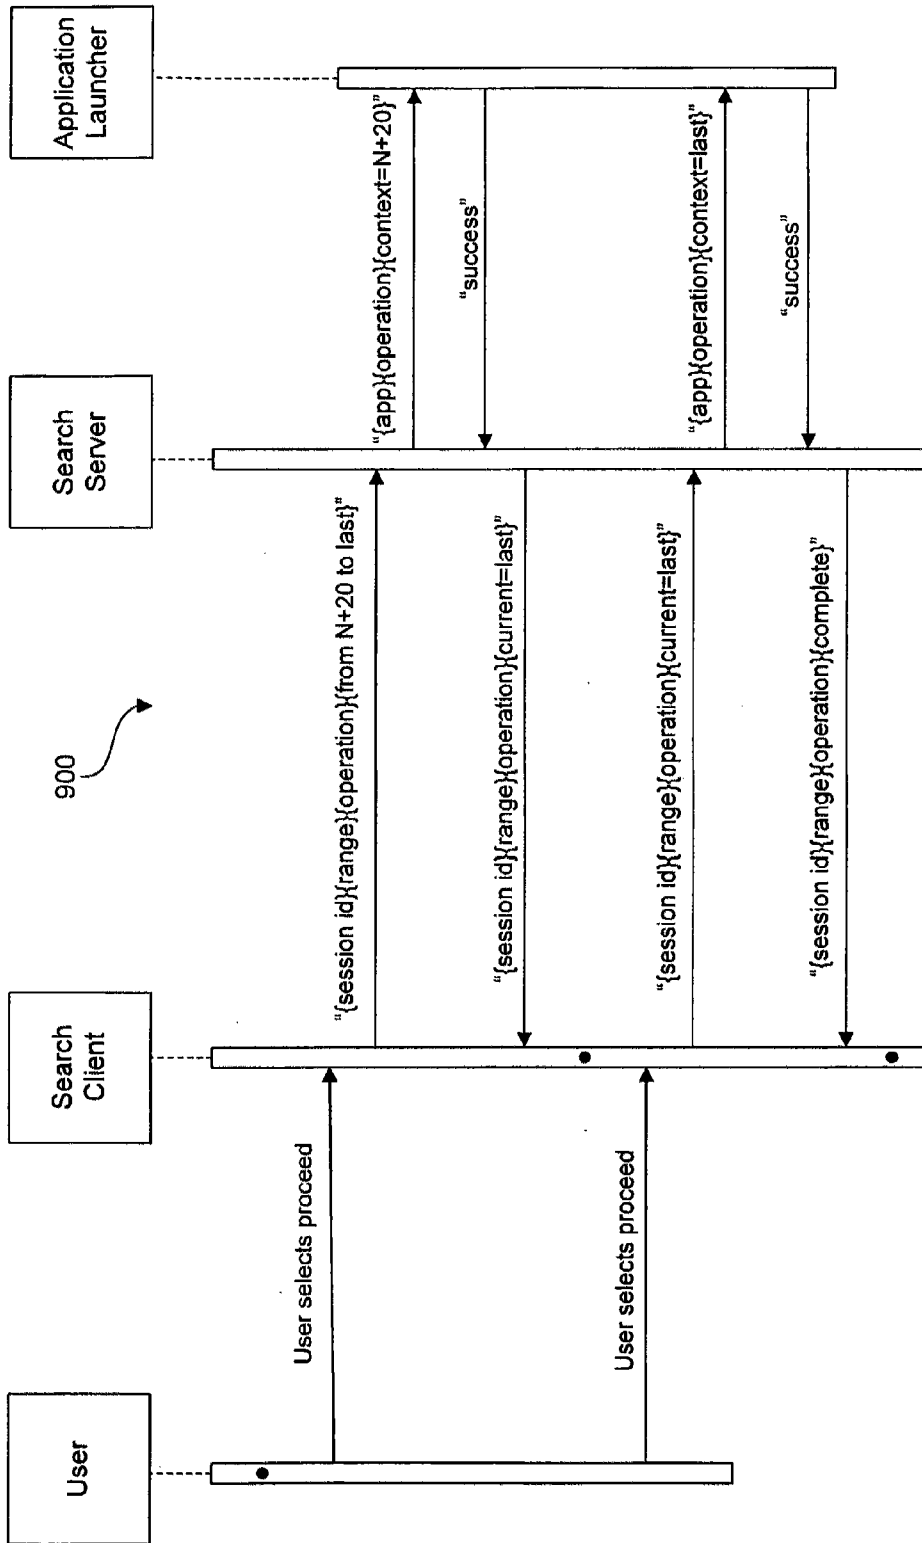 User
Search
Client
Search
Server
Application
Launcher
900
User selects proceed
"{session id}{range}{operation}{from N+20 to last}"
"{app}{operation}{context=N+20}"
"success"
"{session id}{range}{operation}{current=last}"
User selects proceed
"{session id}{range}{operation}{current=last}"
"{app}{operation}{context=last}"
"success"
"{session id}{range}{operation}{complete}"